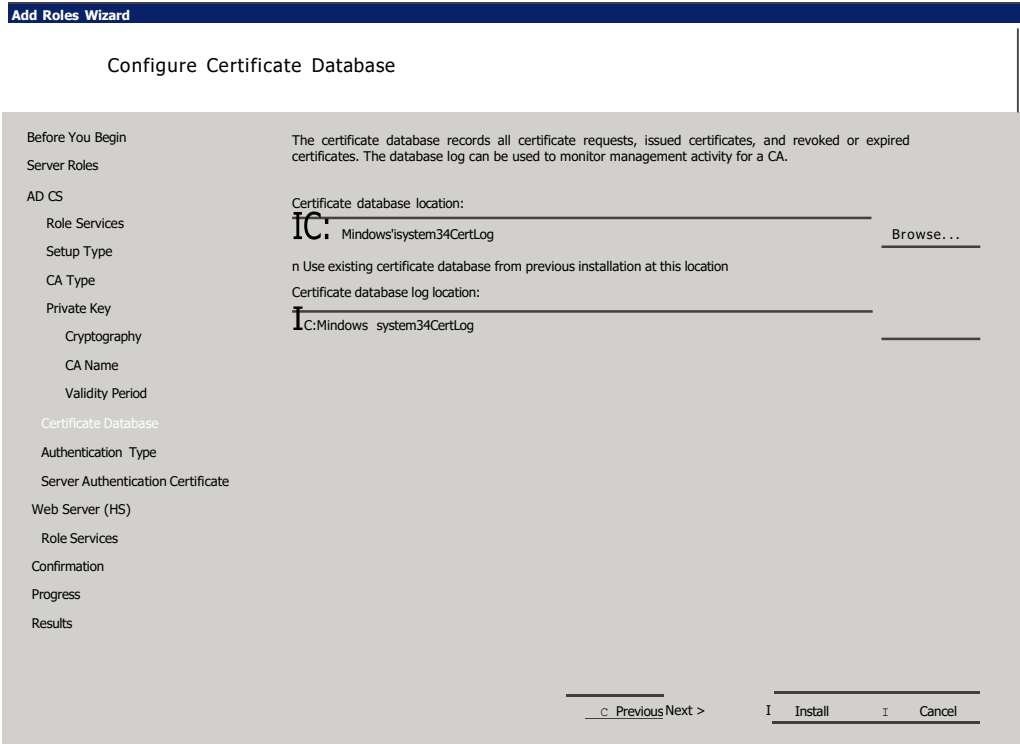 Add Roles Wizard
Configure Certificate Database
Before You Begin
Server Roles
AD CS
Role Services
Setup Type
CA Type
Private Key
Cryptography
CA Name
Validity Period
Certificate Database
Authentication Type
Server Authentication Certificate
Web Server (HS)
Role Services
Confirmation
Progress
Results
The certificate database records all certificate requests, issued certificates, and revoked or expired
certificates. The database log can be used to monitor management activity for a CA.
Certificate database location:
IC: Mindows'isystem34CertLog
Browse...
n Use existing certificate database from previous installation at this location
Certificate database log location:
IC:Mindows system34CertLog
C Previous Next > I Install I Cancel